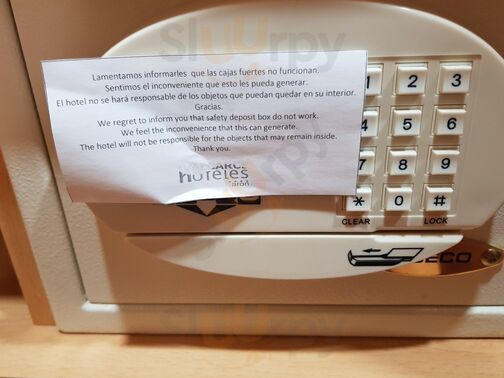 Lamentamos informarles que las cajas fuertes no funcionan.
Sentimos el inconveniente que esto les pueda generar.
El hotel no se hará responsable de los objetos que puedan quedar en su interior.
Gracias.
We regret to inform you that safety deposit box do not work.
We feel the inconvenience that this can generate.
The hotel will not be responsible for the objects that may remain inside.
Thank you.
hoteles
1 2 3
4 5 6
7 8 9
* 0 #
CLEAR LOCK
Sluurpy
Sluurpy
Sluurpy